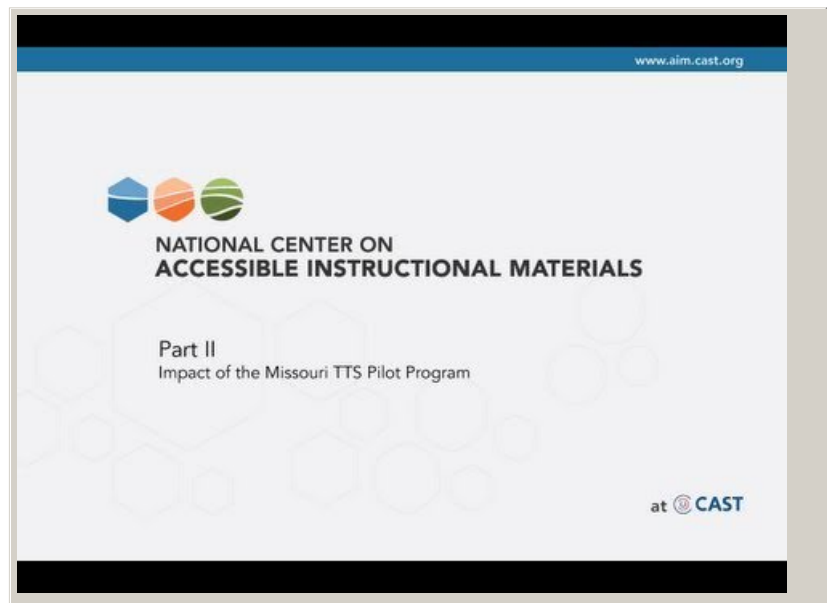 www.aim.cast.org
NATIONAL CENTER ON
ACCESSIBLE INSTRUCTIONAL MATERIALS
Part II
Impact of the Missouri TTS Pilot Program
at CAST